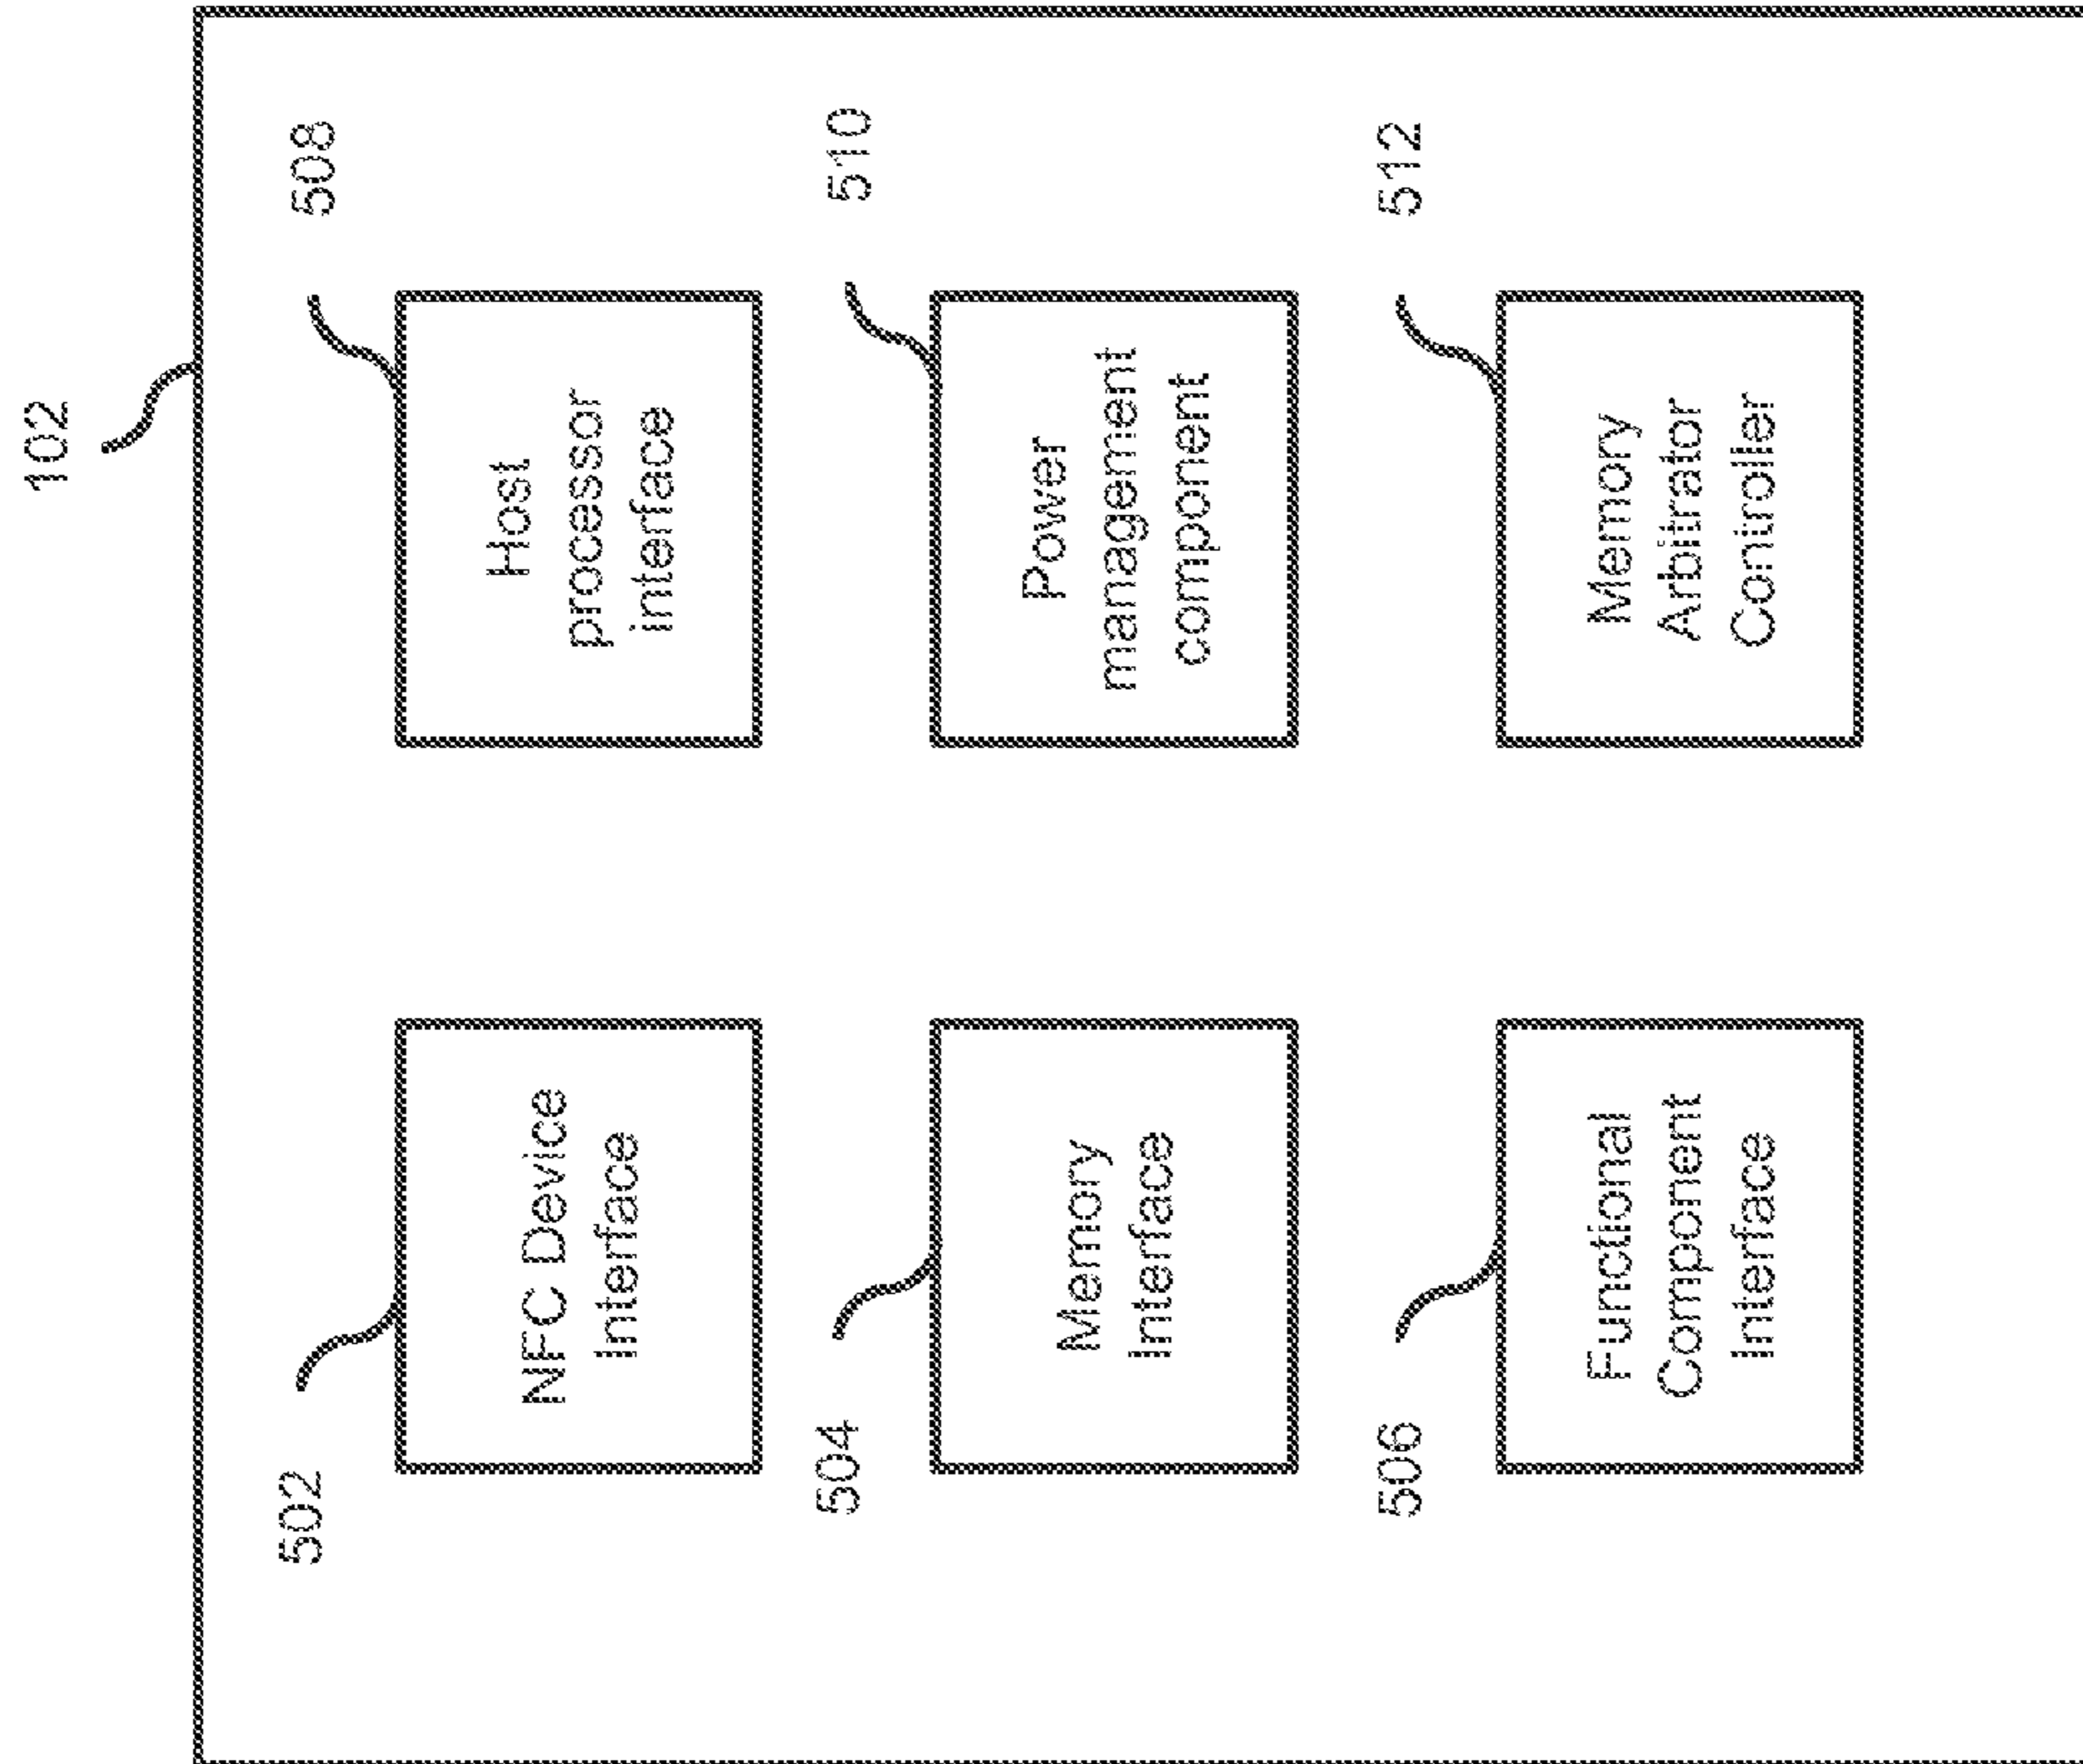 102
502
NFC Device
Interface
508
Host
processor
interface
504
Memory
Interface
510
Power
management
component
506
Functional
Component
Interface
512
Memory
Arbitrator
Controller